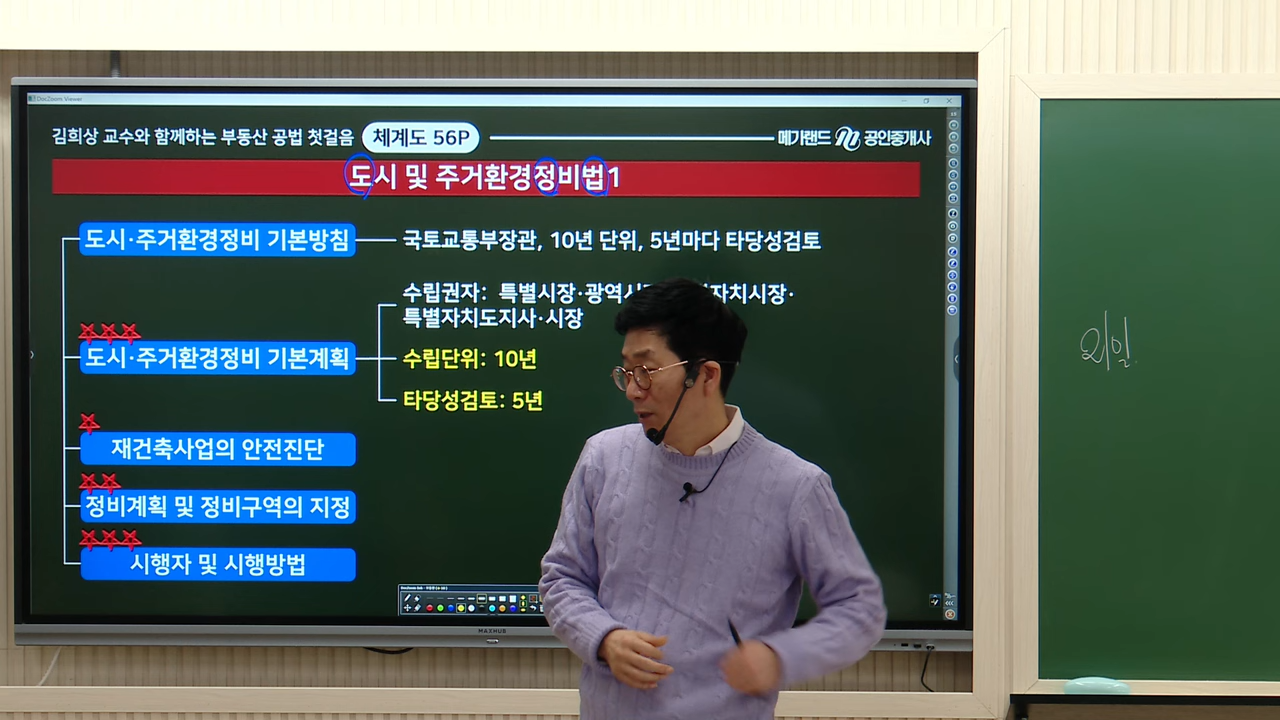 DocZoom Viewer
김희상 교수와 함께하는 부동산 공법 첫걸음 체계도 56P 메가랜드 공인중개사
도시 및 주거환경정비법1
도시·주거환경정비 기본방침
국토교통부장관, 10년 단위, 5년마다 타당성검토
도시·주거환경정비 기본계획
수립권자: 특별시장·광역시 자치시장·
특별자치도지사·시장
수립단위: 10년
타당성검토: 5년
재건축사업의 안전진단
정비계획 및 정비구역의 지정
시행자 및 시행방법
MAXHUB